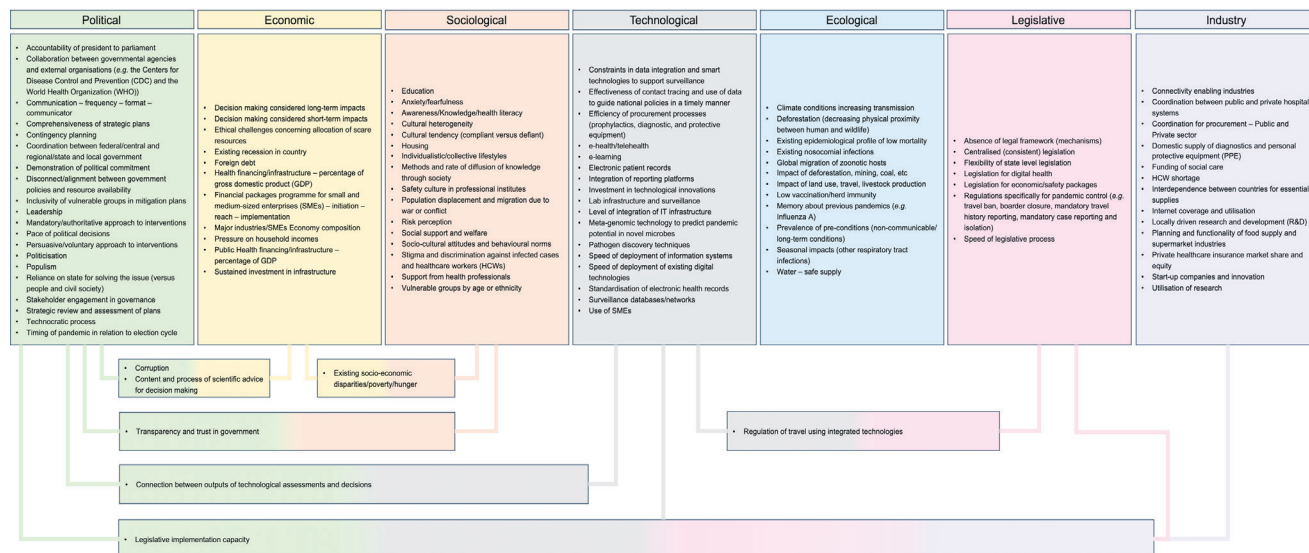 Political
• Accountability of president to parliament
• Collaboration between governmental agencies
and external organisations (e.g. the Centers for
Disease Control and Prevention (CDC) and the
World Health Organization (WHO))
• Communication – frequency – format –
communicator
• Comprehensiveness of strategic plans
• Contingency planning
• Coordination between federal/central and
regional/state and local government
• Demonstration of political commitment
• Disconnect/alignment between government
policies and resource availability
• Inclusivity of vulnerable groups in mitigation plans
• Leadership
• Mandatory/authoritative approach to interventions
• Pace of political decisions
• Persuasive/voluntary approach to interventions
• Politicisation
• Populism
• Reliance on state for solving the issue (versus
people and civil society)
• Stakeholder engagement in governance
• Strategic review and assessment of plans
• Technocratic process
• Timing of pandemic in relation to election cycle
Economic
• Decision making considered long-term impacts
• Decision making considered short-term impacts
• Ethical challenges concerning allocation of scare
resources
• Existing recession in country
• Foreign debt
• Health financing/infrastructure – percentage of
gross domestic product (GDP)
• Financial packages programme for small and
medium-sized enterprises (SMEs) – initiation –
reach – implementation
• Major industries/SMEs Economy composition
• Pressure on household incomes
• Public Health financing/infrastructure –
percentage of GDP
• Sustained investment in infrastructure
Sociological
• Education
• Anxiety/fearfulness
• Awareness/Knowledge/health literacy
• Cultural heterogeneity
• Cultural tendency (compliant versus defiant)
• Housing
• Individualistic/collective lifestyles
• Methods and rate of diffusion of knowledge
through society
• Safety culture in professional institutes
• Population displacement and migration due to
war or conflict
• Risk perception
• Social support and welfare
• Socio-cultural attitudes and behavioural norms
• Stigma and discrimination against infected cases
and healthcare workers (HCWs)
• Support from health professionals
• Vulnerable groups by age or ethnicity
Technological
• Constraints in data integration and smart
technologies to support surveillance
• Effectiveness of contact tracing and use of data
to guide national policies in a timely manner
• Efficiency of procurement processes
(prophylactics, diagnostic, and protective
equipment)
• e-health/telehealth
• e-learning
• Electronic patient records
• Integration of reporting platforms
• Investment in technological innovations
• Lab infrastructure and surveillance
• Level of integration of IT infrastructure
• Meta-genomic technology to predict pandemic
potential in novel microbes
• Pathogen discovery techniques
• Speed of deployment of information systems
• Speed of deployment of existing digital
technologies
• Standardisation of electronic health records
• Surveillance databases/networks
• Use of SMEs
Ecological
• Climate conditions increasing transmission
• Deforestation (decreasing physical proximity
between human and wildlife)
• Existing epidemiological profile of low mortality
• Existing nosocomial infections
• Global migration of zoonotic hosts
• Impact of deforestation, mining, coal, etc
• Impact of land use, travel, livestock production
• Low vaccination/herd immunity
• Memory about previous pandemics (e.g.
Influenza A)
• Prevalence of pre-conditions (non-communicable/
long-term conditions)
• Seasonal impacts (other respiratory tract
infections)
• Water – safe supply
Legislative
• Absence of legal framework (mechanisms)
• Centralised (consistent) legislation
• Flexibility of state level legislation
• Legislation for digital health
• Legislation for economic/safety packages
• Regulations specifically for pandemic control (e.g.
travel ban, boarder closure, mandatory travel
history reporting, mandatory case reporting and
isolation)
• Speed of legislative process
Industry
• Connectivity enabling industries
• Coordination between public and private hospital
systems
• Coordination for procurement – Public and
Private sector
• Domestic supply of diagnostics and personal
protective equipment (PPE)
• Funding of social care
• HCW shortage
• Interdependence between countries for essential
supplies
• Internet coverage and utilisation
• Locally driven research and development (R&D)
• Planning and functionality of food supply and
supermarket industries
• Private healthcare insurance market share and
equity
• Start-up companies and innovation
• Utilisation of research
• Corruption
• Content and process of scientific advice
for decision making
• Existing socio-economic
disparities/poverty/hunger
• Transparency and trust in government
• Regulation of travel using integrated technologies
• Connection between outputs of technological assessments and decisions
• Legislative implementation capacity